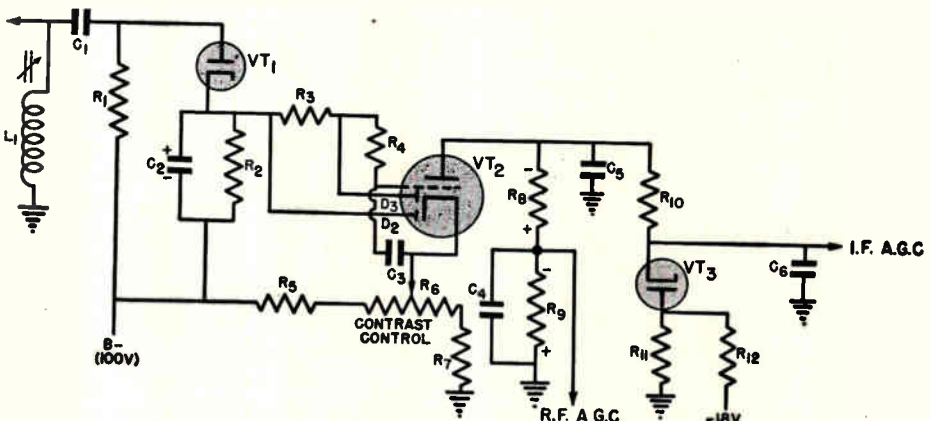 C1
VT1
R1
L1
R3
R4
C2
+
-
R2
VT2
D3
D2
C3
R8
-
+
C5
R10
I.F. A.G.C
C6
VT3
R5
R6
CONTRAST
CONTROL
R7
C4
-
R9
+
R11
R12
B-
(100V)
R.F. A.G.C
-18V